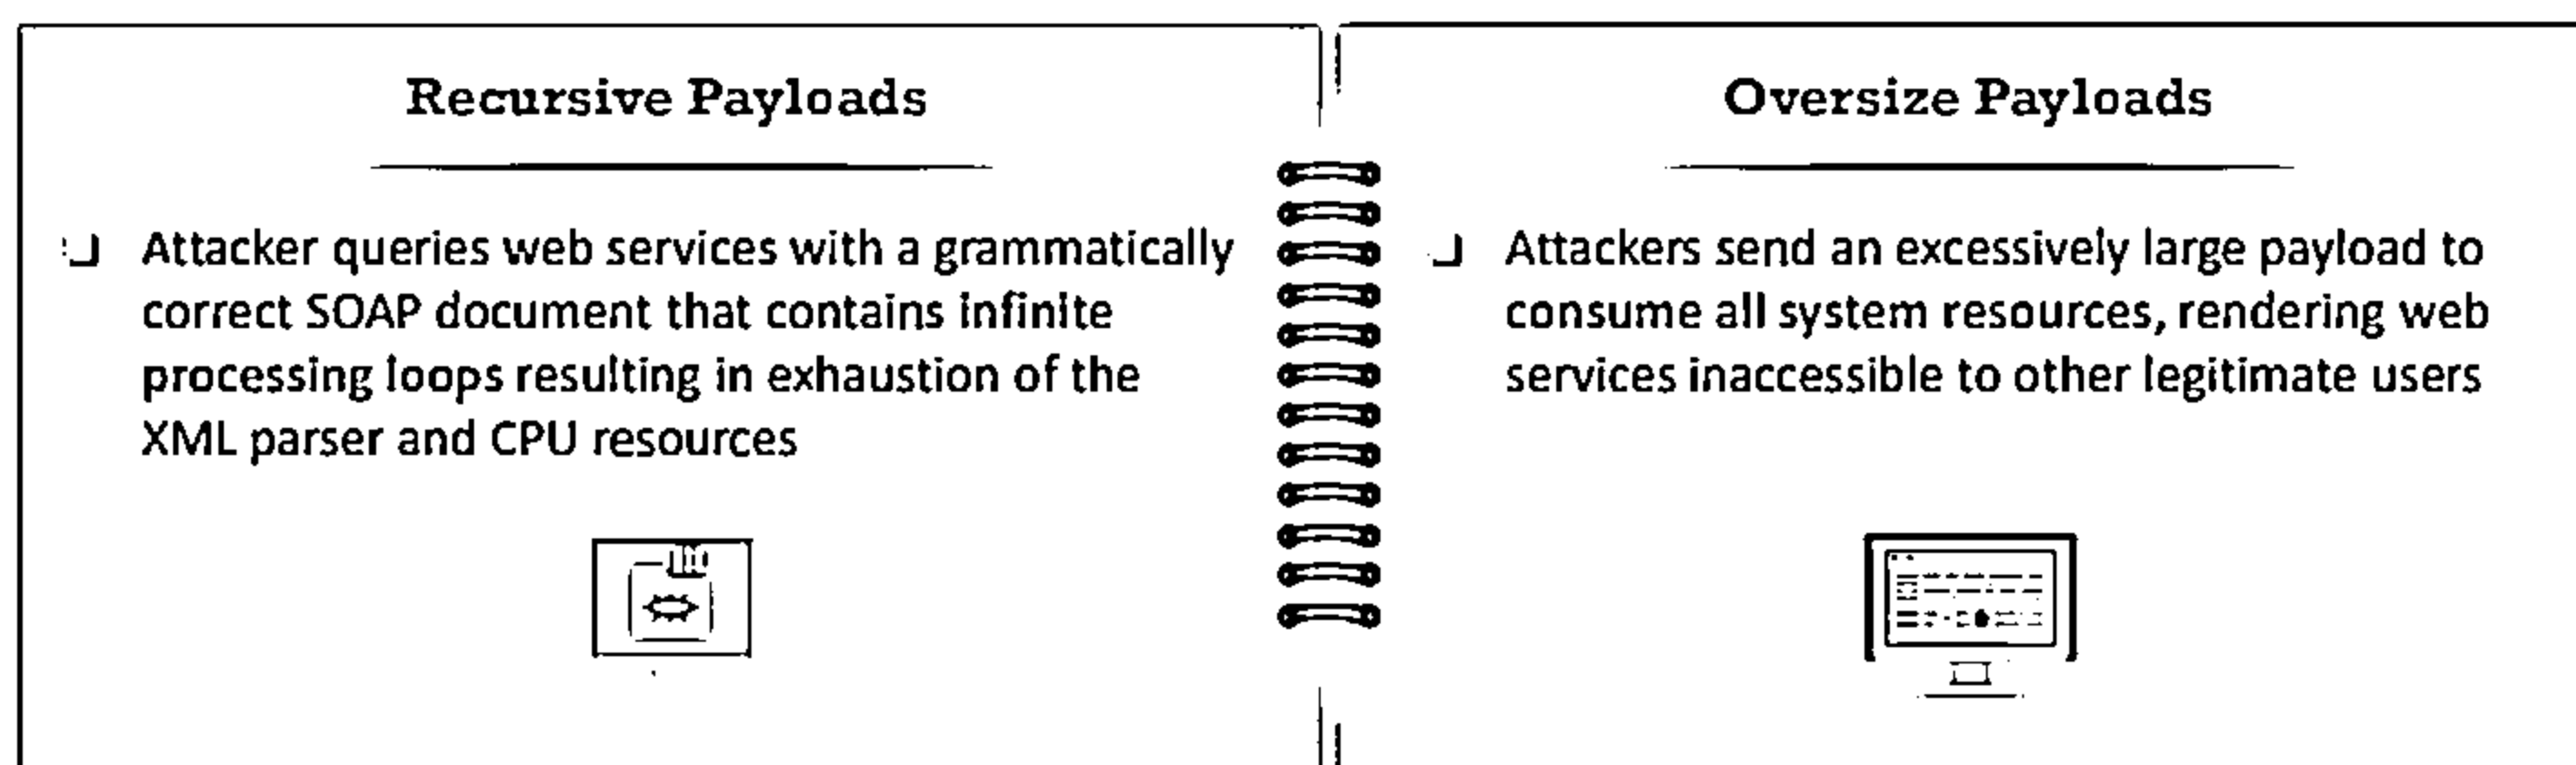 Recursive Payloads
Attacker queries web services with a grammatically
correct SOAP document that contains infinite
processing loops resulting in exhaustion of the
XML parser and CPU resources
Oversize Payloads
Attackers send an excessively large payload to
consume all system resources, rendering web
services inaccessible to other legitimate users